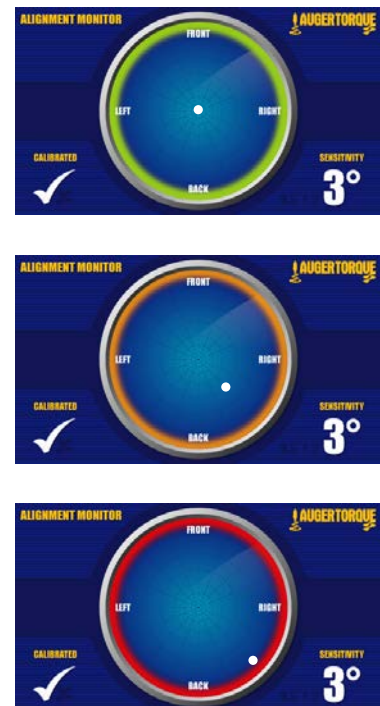 ALIGNMENT MONITOR
AUGERTORQUE
FRONT
LEFT
RIGHT
BACK
CALIBRATED
SENSITIVITY
3°
ALIGNMENT MONITOR
AUGERTORQUE
FRONT
LEFT
RIGHT
BACK
CALIBRATED
SENSITIVITY
3°
ALIGNMENT MONITOR
AUGERTORQUE
FRONT
LEFT
RIGHT
BACK
CALIBRATED
SENSITIVITY
3°